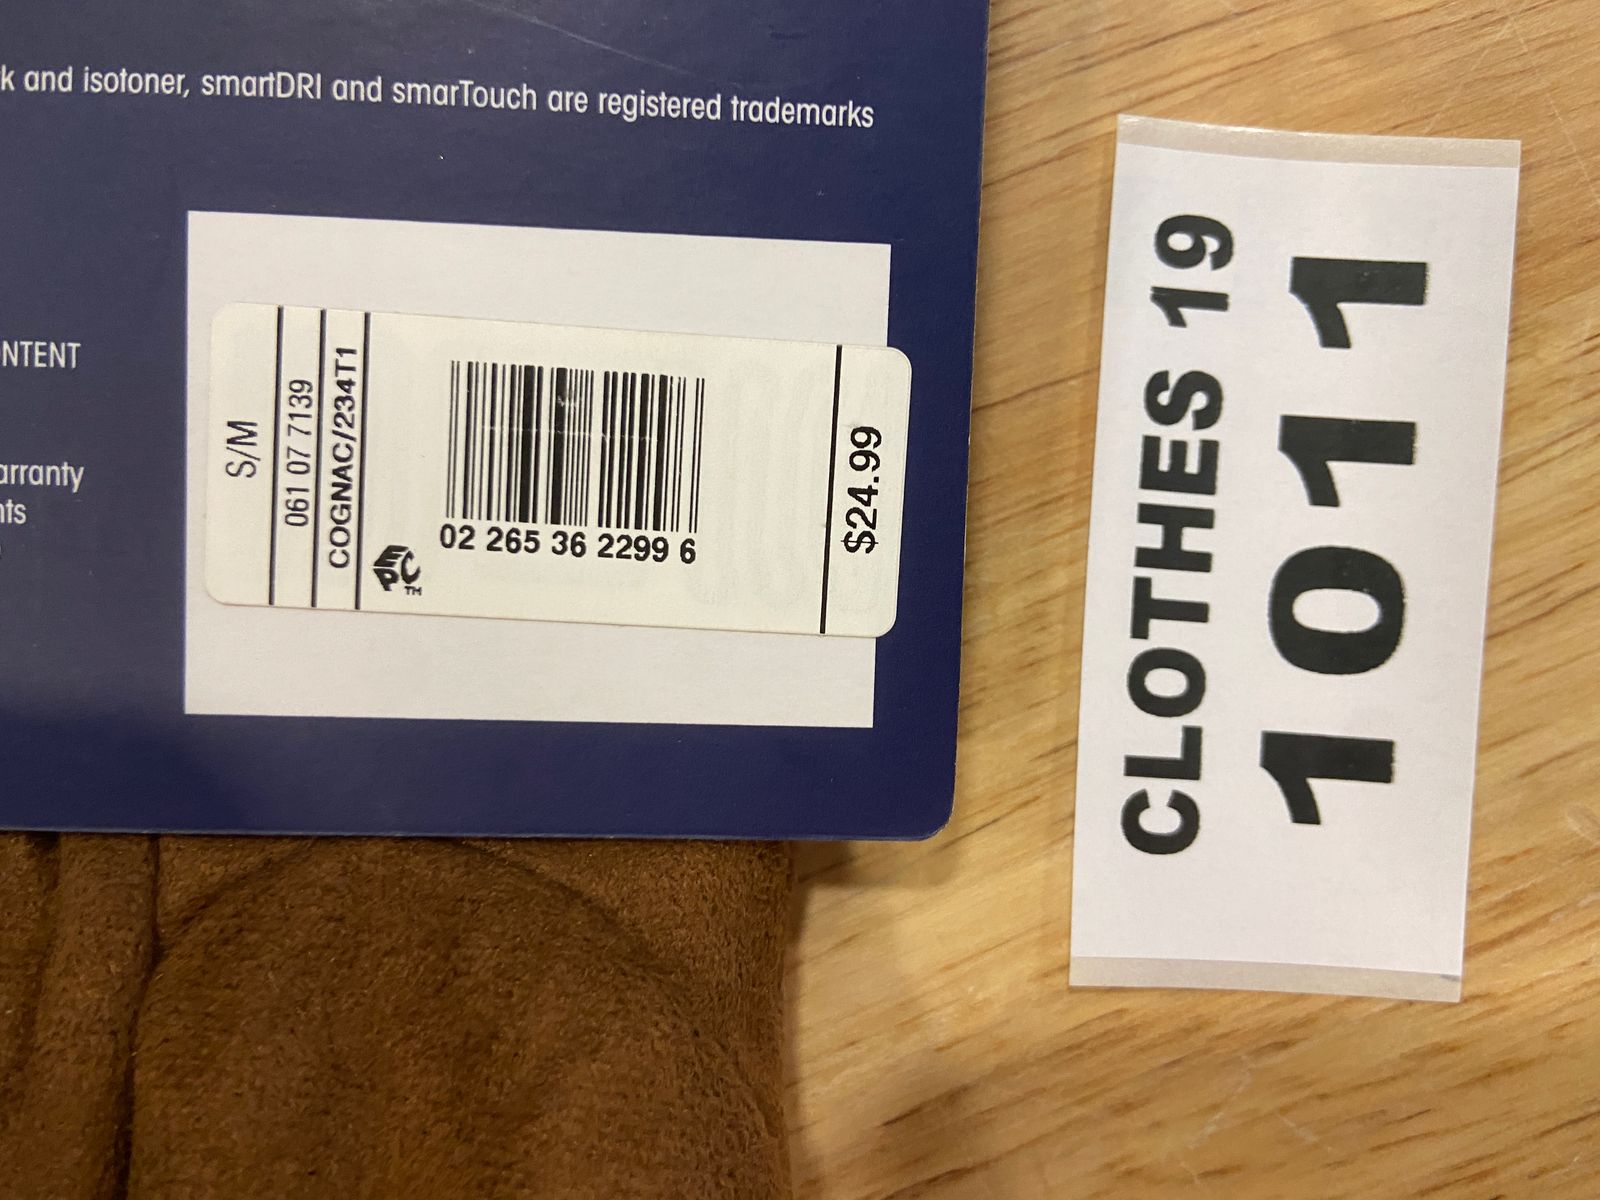 k and isotoner, smartDRI and smarTouch are registered trademarks
NTENT
arranty
nts
S/M
061 07 7139
COGNAC/234T1
EPC™
02 265 36 2299 6
$24.99
CLOTHES 19
1011